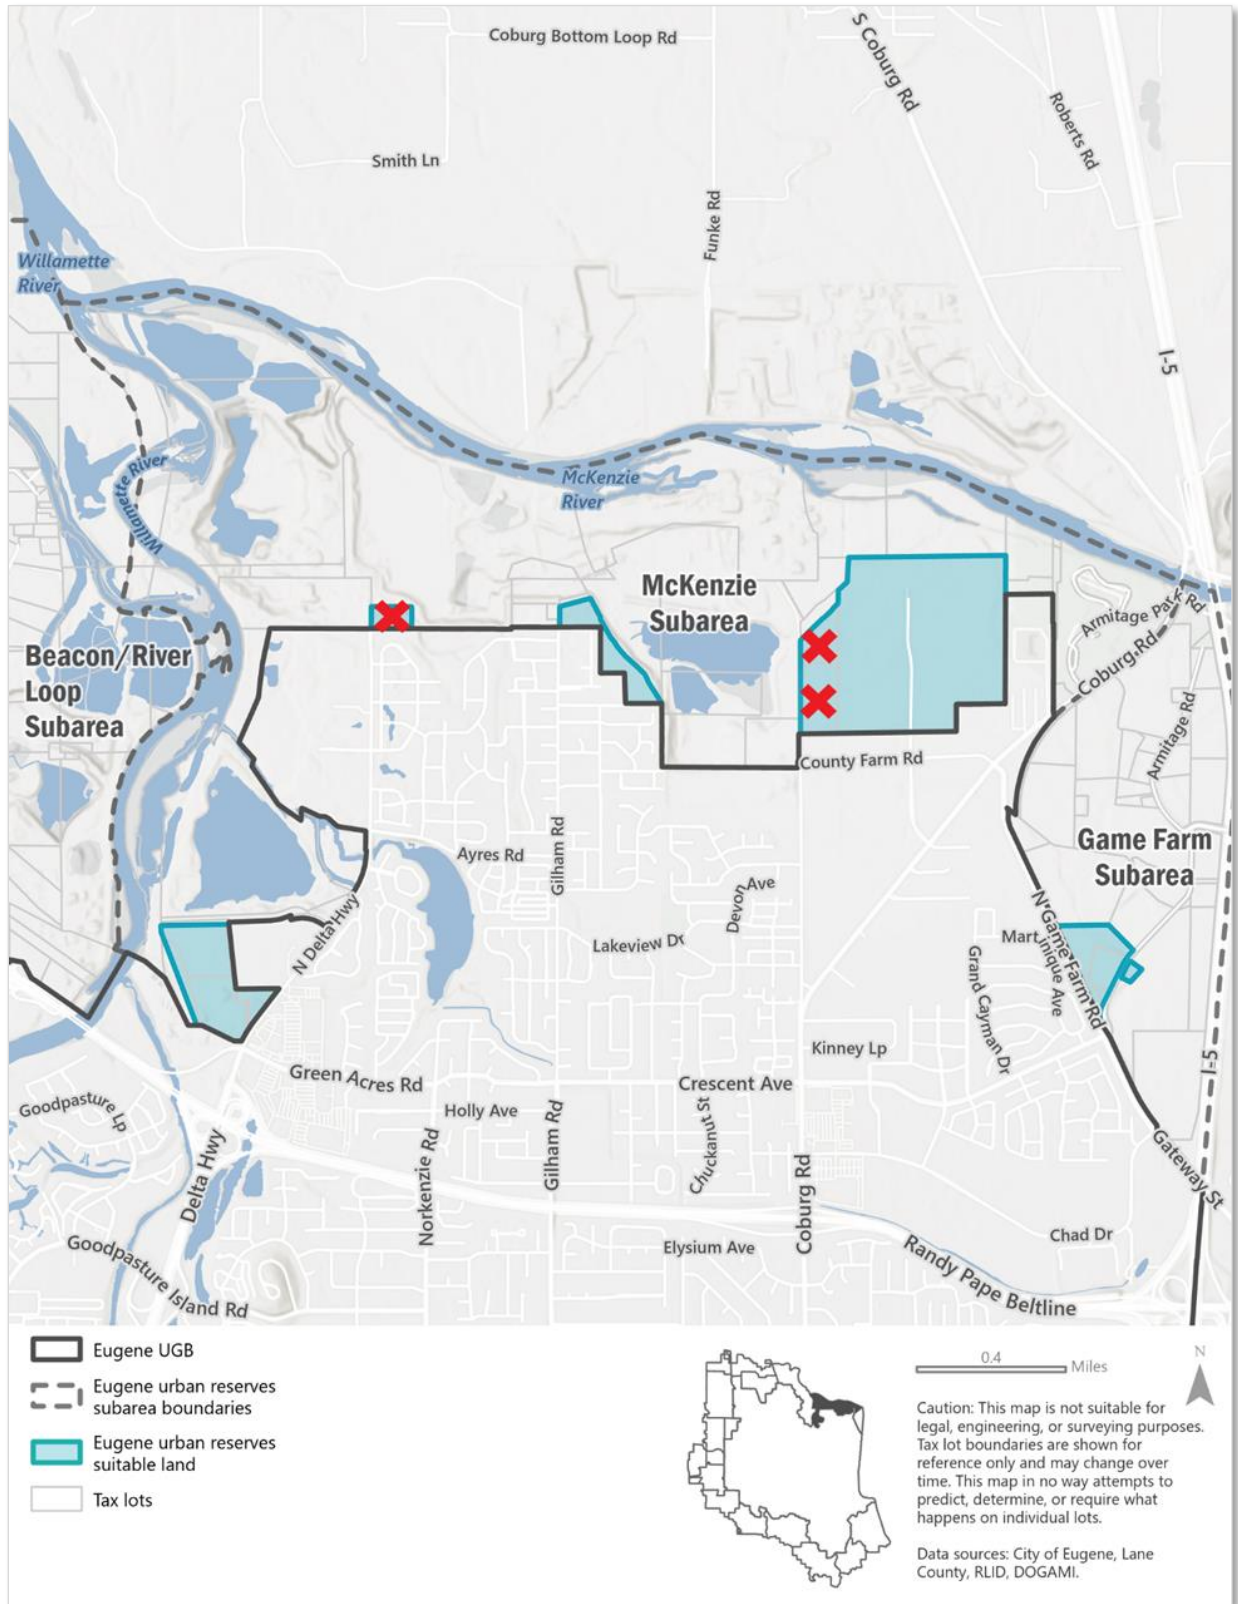 Coburg Bottom Loop Rd
S Coburg Rd
Roberts Rd
Smith Ln
Funke Rd
Willamette
River
I-5
Willamette River
McKenzie
River
McKenzie
Subarea
Armitage Park Rd
Coburg Rd
Beacon/River
Loop
Subarea
Armitage Rd
County Farm Rd
Game Farm
Subarea
Ayres Rd
Gilham Rd
Devon Ave
N Delta Hwy
Lakeview Dr
N Game Farm Rd
Martinique Ave
Grand Cayman Dr
Kinney Lp
I-5
Green Acres Rd
Crescent Ave
Goodpasture Lp
Holly Ave
Chuckanut St
Delta Hwy
Norkenzie Rd
Gilham Rd
Coburg Rd
Gateway St
Chad Dr
Elysium Ave
Goodpasture Island Rd
Randy Pape Beltline
Eugene UGB
Eugene urban reserves
subarea boundaries
Eugene urban reserves
suitable land
Tax lots
0.4
Miles
N
Caution: This map is not suitable for
legal, engineering, or surveying purposes.
Tax lot boundaries are shown for
reference only and may change over
time. This map in no way attempts to
predict, determine, or require what
happens on individual lots.
Data sources: City of Eugene, Lane
County, RLID, DOGAMI.